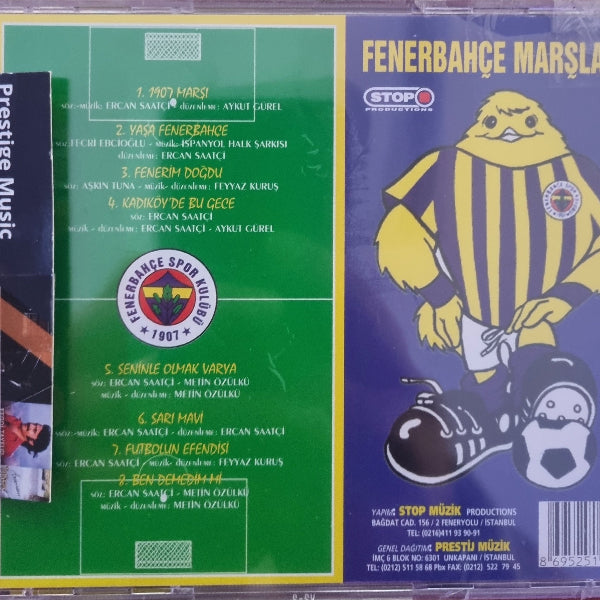 Prestige Music
1. 1907 MARŞI
söz-müzik: ERCAN SAATÇİ düzenleme: AYKUT GÜREL
2. YAŞA FENERBAHÇE
söz: FECRİ EBCİOĞLU - müzik: İSPANYOL HALK ŞARKISI
düzenleme: ERCAN SAATÇİ
3. FENERİM DOĞDU
söz: AŞKIN TUNA - müzik- düzenleme: FEYYAZ KURUŞ
4. KADIKÖY'DE BU GECE
söz: ERCAN SAATÇİ
müzik - düzenleme: ERCAN SAATÇİ - AYKUT GÜREL
FENERBAHÇE SPOR KULÜBÜ
★ 1907 ★
5. SENİNLE OLMAK VARYA
söz: ERCAN SAATÇİ - METİN ÖZÜLKÜ
müzik - düzenleme: METİN ÖZÜLKÜ
6. SARI MAVİ
söz-müzik: ERCAN SAATÇİ - düzenleme: ERCAN SAATÇİ
7. FUTBOLUN EFENDİSİ
söz-müzik: ERCAN SAATÇİ - düzenleme: FEYYAZ KURUŞ
8. BEN DEMEDİM Mİ
söz: ERCAN SAATÇİ - METİN ÖZÜLKÜ
müzik - düzenleme: METİN ÖZÜLKÜ
FENERBAHÇE MARŞLA
STOP
PRODUCTIONS
YAPIM: STOP MÜZİK PRODUCTIONS
BAĞDAT CAD. 156 / 2 FENERYOLU / İSTANBUL
TEL: (0216)411 93 90-91
GENEL DAĞITIM: PRESTİJ MÜZİK
İMÇ 6 BLOK NO: 6301 UNKAPANI / İSTANBUL
TEL: (0212) 511 58 68 Pbx FAX: (0212) 522 79 45
8 695251